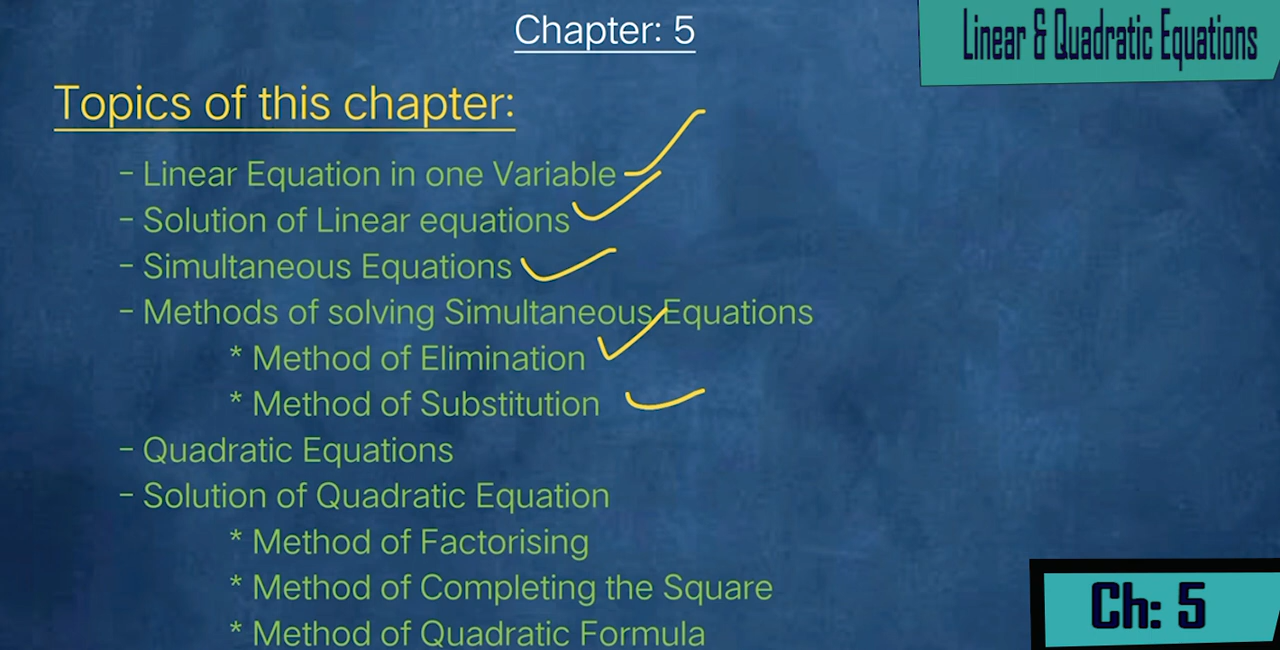 Chapter: 5
Linear & Quadratic Equations
Topics of this chapter:
- Linear Equation in one Variable
- Solution of Linear equations
- Simultaneous Equations
- Methods of solving Simultaneous Equations
* Method of Elimination
* Method of Substitution
- Quadratic Equations
- Solution of Quadratic Equation
* Method of Factorising
* Method of Completing the Square
* Method of Quadratic Formula
Ch: 5